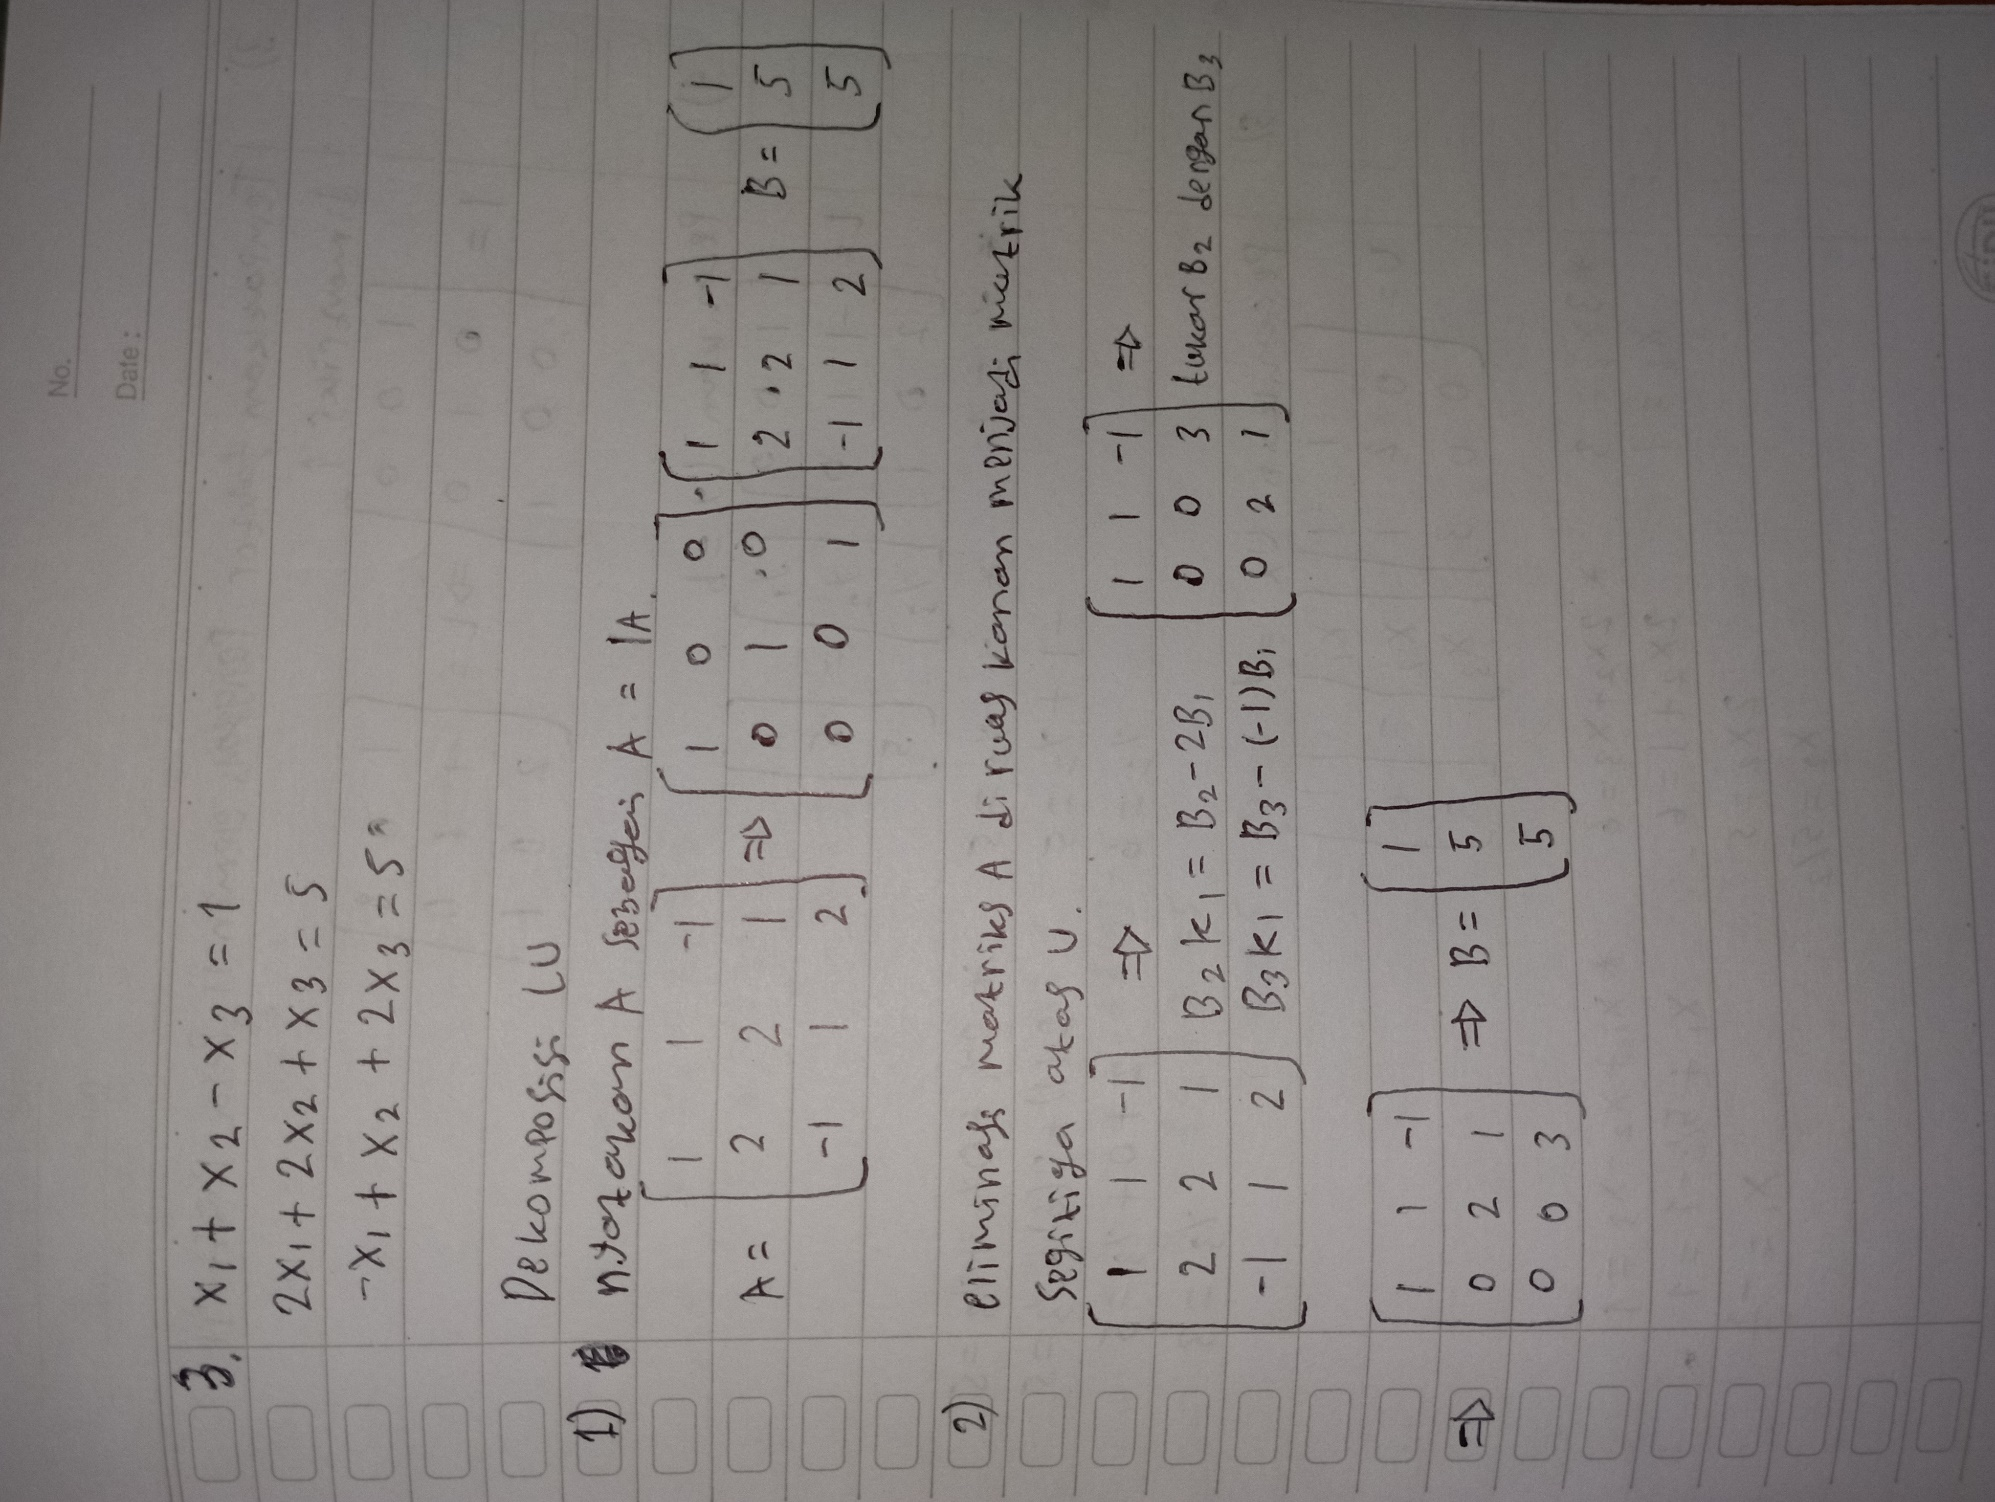 No.
Date:
3. x₁ + x₂ - x₃ = 1
2x₁ + 2x₂ + x₃ = 5
-x₁ + x₂ + 2x₃ = 5
Dekomposisi LU
1) nyatakan A sebagai A = IA
A = [1 1 -1; 2 2 1; -1 1 2] ⇒ [1 0 0; 0 1 0; 0 0 1] . [1 1 -1; 2 2 1; -1 1 2] B = [1; 5; 5]
2) eliminasi matriks A di ruas kanan menjadi matrik
Segitiga atas U.
[1 1 -1; 2 2 1; -1 1 2] ⇒ B₂K₁ = B₂ - 2B₁ B₃K₁ = B₃ - (-1)B₁ [1 1 -1; 0 0 3; 0 2 1] ⇒ tukar B₂ dengan B₃
⇒ [1 1 -1; 0 2 1; 0 0 3] ⇒ B = [1; 5; 5]